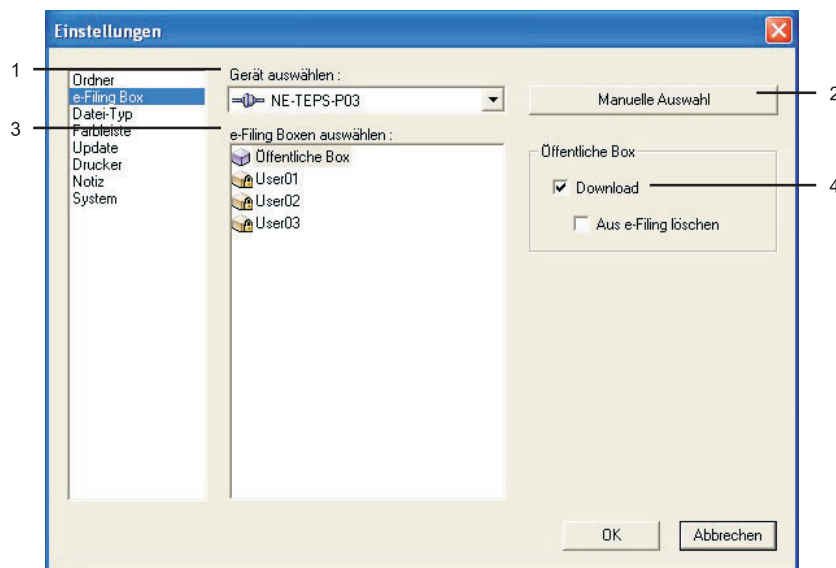 Einstellungen
1
Gerät auswählen :
NE-TEPS-P03
Manuelle Auswahl
2
Ordner
e-Filing Box
Datei-Typ
Farbleiste
Update
Drucker
Notiz
System
3
e-Filing Boxen auswählen :
Öffentliche Box
User01
User02
User03
Öffentliche Box
Download
4
Aus e-Filing löschen
OK
Abbrechen